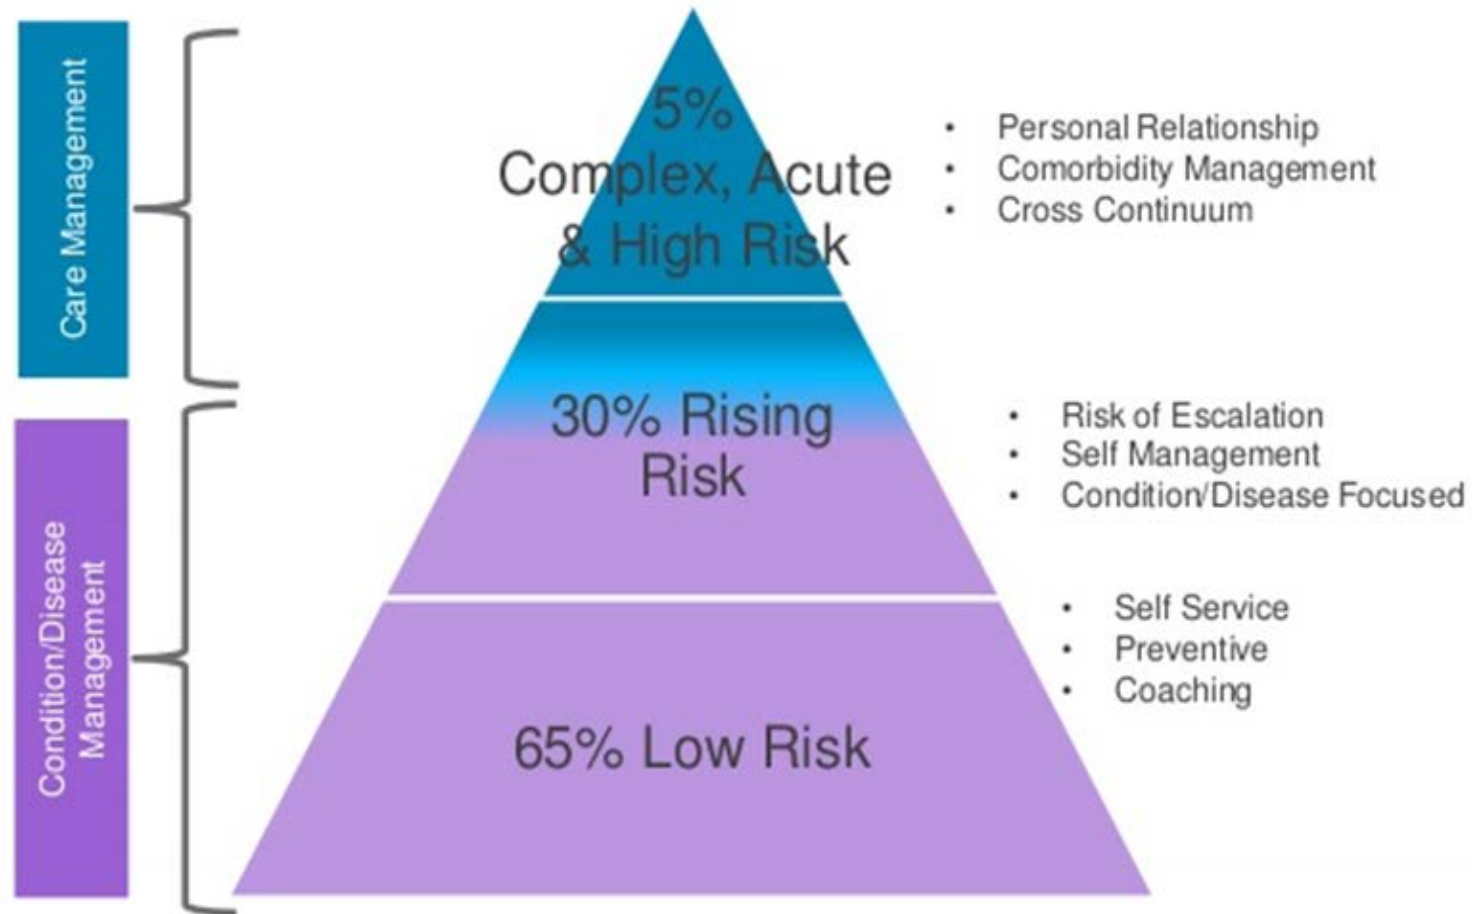 Care Management
5%
Complex, Acute
& High Risk
• Personal Relationship
• Comorbidity Management
• Cross Continuum
Condition/Disease
Management
30% Rising
Risk
• Risk of Escalation
• Self Management
• Condition/Disease Focused
65% Low Risk
• Self Service
• Preventive
• Coaching